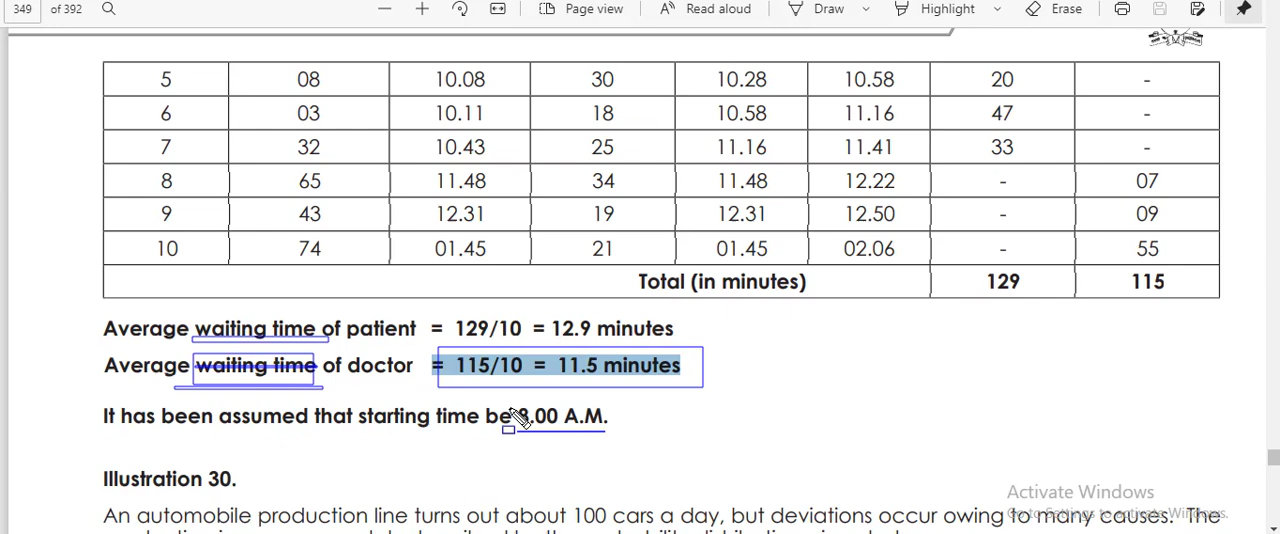 349 of 392 Page view Read aloud Draw Highlight Erase
5 08 10.08 30 10.28 10.58 20 -
6 03 10.11 18 10.58 11.16 47 -
7 32 10.43 25 11.16 11.41 33 -
8 65 11.48 34 11.48 12.22 - 07
9 43 12.31 19 12.31 12.50 - 09
10 74 01.45 21 01.45 02.06 - 55
Total (in minutes) 129 115
Average waiting time of patient = 129/10 = 12.9 minutes
Average waiting time of doctor = 115/10 = 11.5 minutes
It has been assumed that starting time be 8.00 A.M.
Illustration 30.
Activate Windows
An automobile production line turns out about 100 cars a day, but deviations occur owing to many causes. The
Go to Settings to activate Windows.